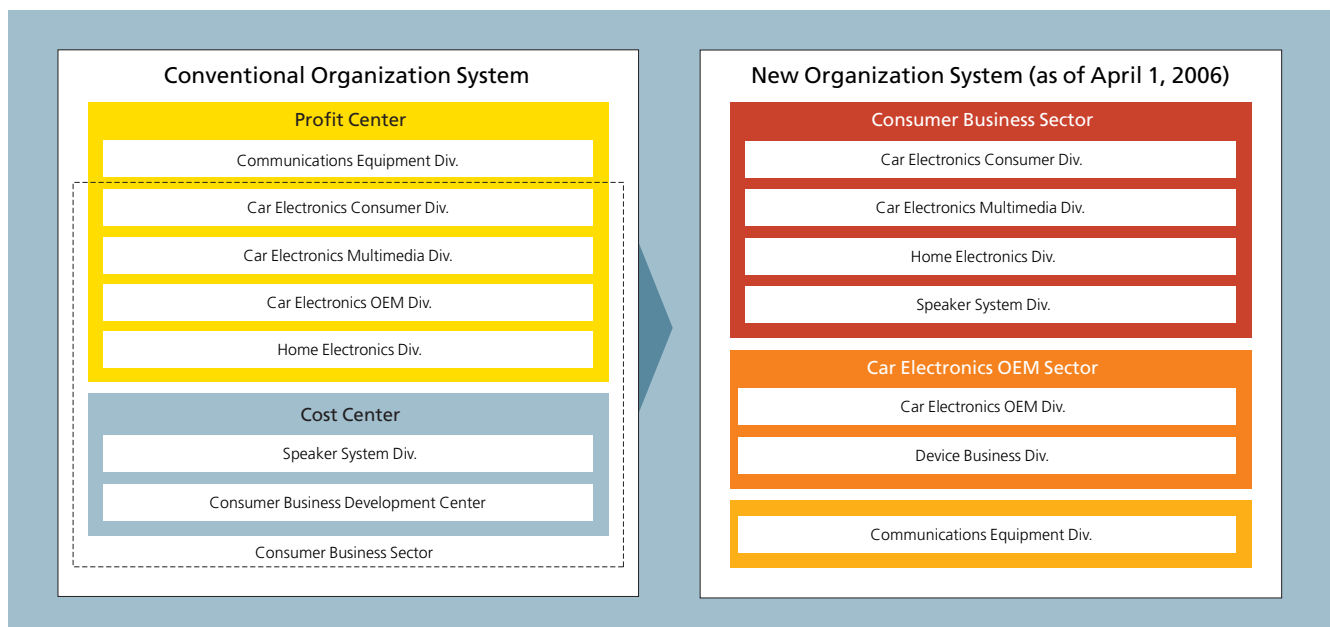 Conventional Organization System
Profit Center
Communications Equipment Div.
Car Electronics Consumer Div.
Car Electronics Multimedia Div.
Car Electronics OEM Div.
Home Electronics Div.
Cost Center
Speaker System Div.
Consumer Business Development Center
Consumer Business Sector
New Organization System (as of April 1, 2006)
Consumer Business Sector
Car Electronics Consumer Div.
Car Electronics Multimedia Div.
Home Electronics Div.
Speaker System Div.
Car Electronics OEM Sector
Car Electronics OEM Div.
Device Business Div.
Communications Equipment Div.